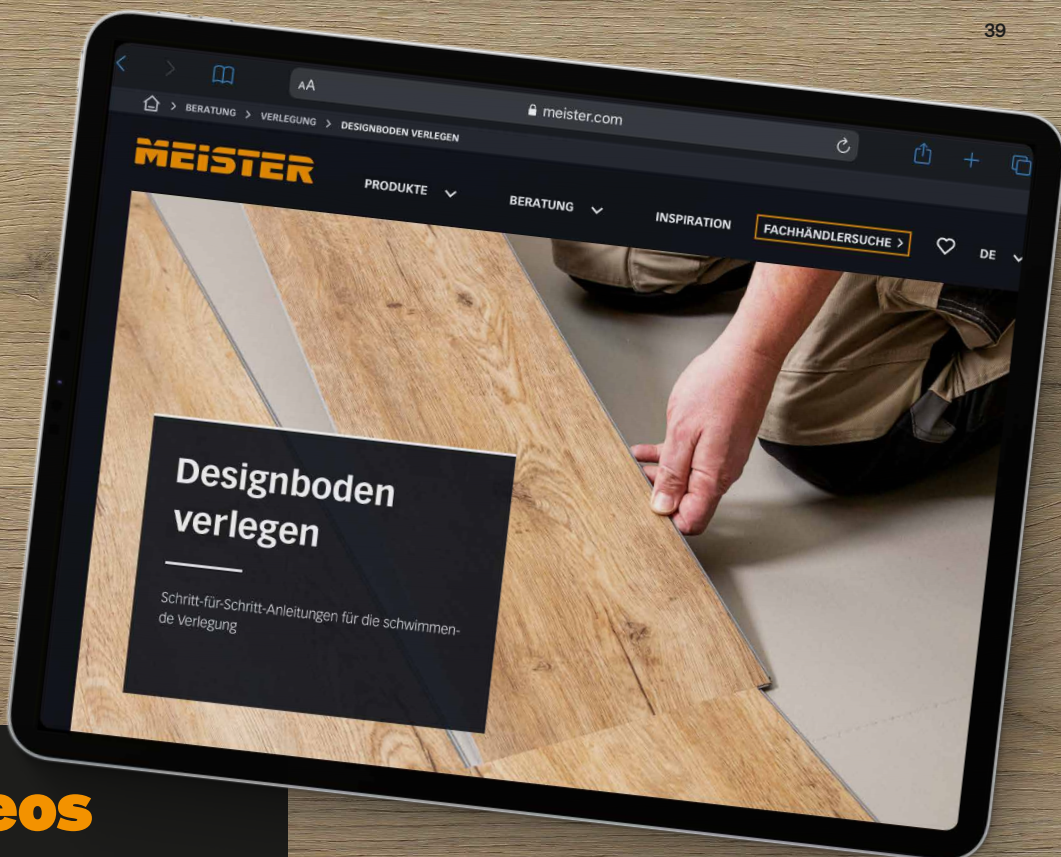 39
AA
meister.com
BERATUNG > VERLEGUNG > DESIGNBODEN VERLEGEN
MEISTER
PRODUKTE
BERATUNG
INSPIRATION
FACHHÄNDLERSUCHE >
DE
Designboden
verlegen
Schritt-für-Schritt-Anleitungen für die schwimmen-
de Verlegung
eos